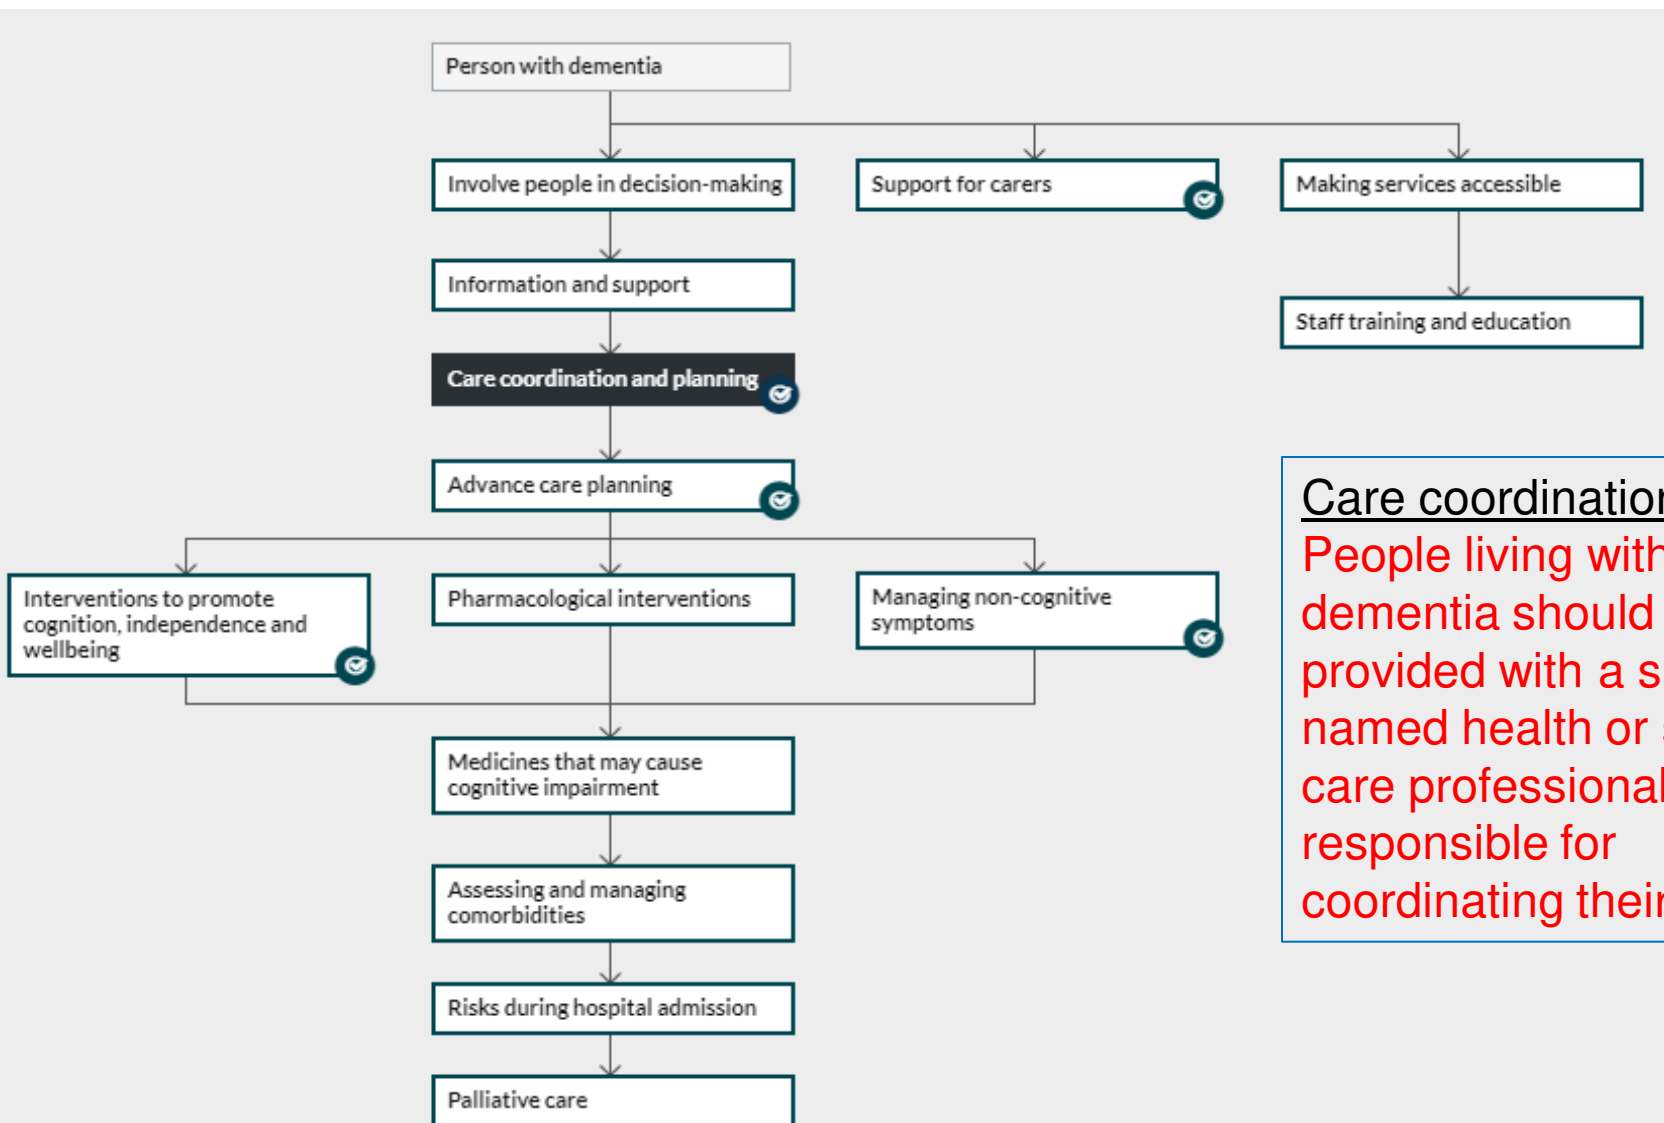 Person with dementia
Involve people in decision-making
Support for carers
Making services accessible
Information and support
Staff training and education
Care coordination and planning
Advance care planning
Interventions to promote
cognition, independence and
wellbeing
Pharmacological interventions
Managing non-cognitive
symptoms
Medicines that may cause
cognitive impairment
Assessing and managing
comorbidities
Risks during hospital admission
Palliative care
Care coordination
People living with
dementia should
provided with a
named health or
care professional
responsible for
coordinating their